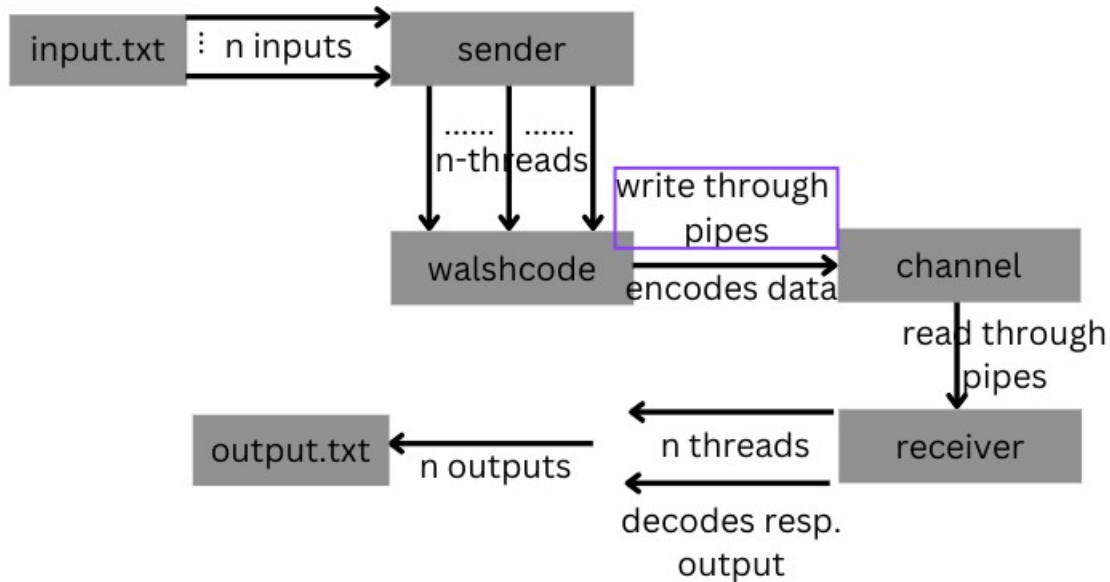 input.txt
⋮ n inputs
sender
...... ......
n-threads
write through
pipes
walshcode
channel
encodes data
read through
pipes
output.txt
n outputs
n threads
receiver
decodes resp.
output